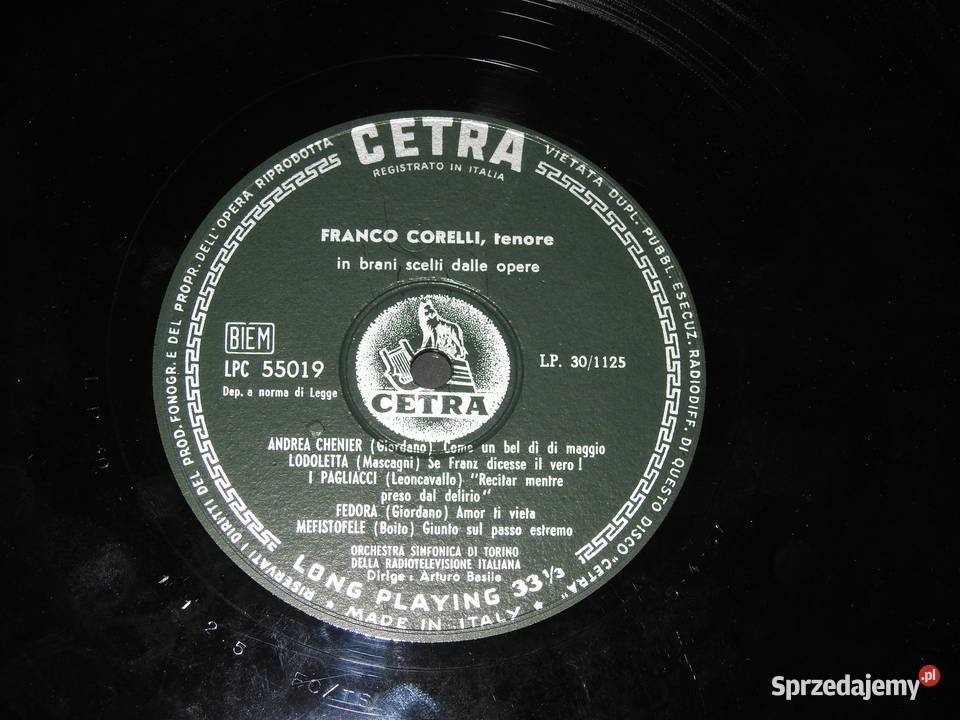 CETRA
REGISTRATO IN ITALIA
RISERVATI I DIRITTI DEL PROD. FONOGR. E DEL PROPR. DELL'OPERA RIPRODOTTA
VIETATA DUPL. PUBBL. ESECUZ. RADIODIFF. DI QUESTO DISCO "CETRA"
FRANCO CORELLI, tenore
in brani scelti dalle opere
BIEM
LPC 55019
Dep. a norma di Legge
LP. 30/1125
CETRA
ANDREA CHENIER (Giordano) Come un bel dì di maggio
LODOLETTA (Mascagni) Se Franz dicesse il vero !
I PAGLIACCI (Leoncavallo) "Recitar mentre
preso dal delirio"
FEDORA (Giordano) Amor ti vieta
MEFISTOFELE (Boito) Giunto sul passo estremo
ORCHESTRA SINFONICA DI TORINO
DELLA RADIOTELEVISIONE ITALIANA
Dirige : Arturo Basile
LONG PLAYING 33 1/3
★ MADE IN ITALY ★
2 5
Sprzedajemy.pl